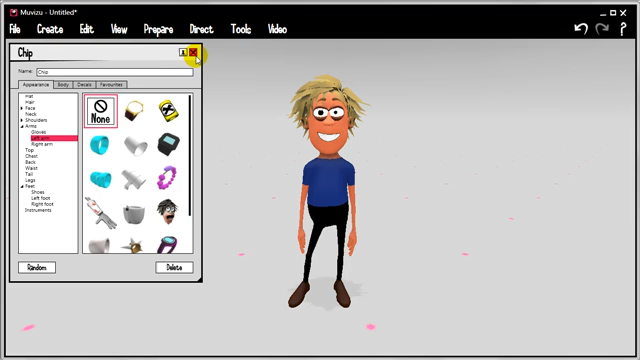 Muvizu - Untitled*
File Create Edit View Prepare Direct Tools Video
Chip
Name: Chip
Appearance Body Decals Favourites
Hat
Hair
Face
Neck
Shoulders
Arms
Gloves
Left arm
Right arm
Top
Chest
Back
Waist
Tail
Legs
Feet
Shoes
Left foot
Right foot
Instruments
None
Random Delete